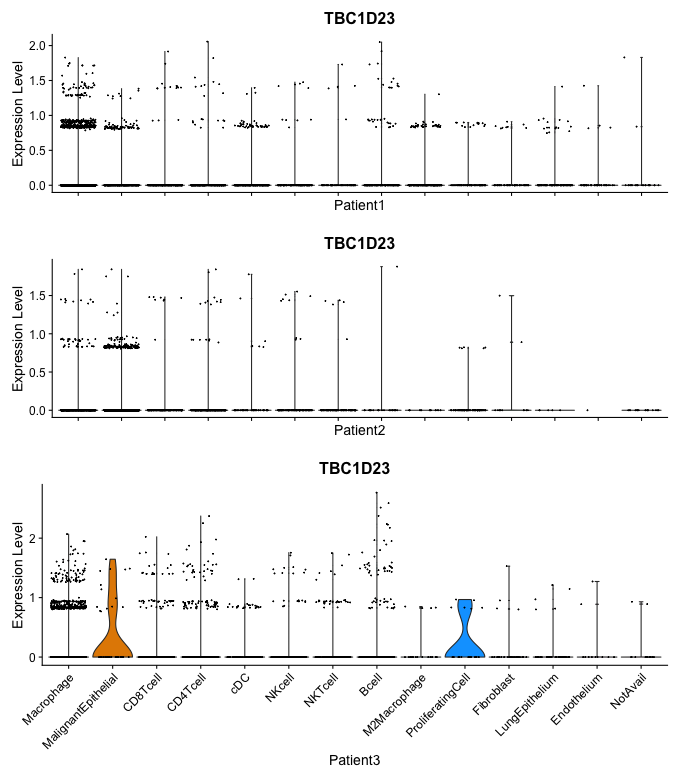 TBC1D23
Expression Level
2.0
1.5
1.0
0.5
0.0
Patient1
TBC1D23
Expression Level
1.5
1.0
0.5
0.0
Patient2
TBC1D23
Expression Level
2
1
0
Macrophage
MalignantEpithelial
CD8Tcell
CD4Tcell
cDC
NKcell
NKTcell
Bcell
M2Macrophage
ProliferatingCell
Fibroblast
LungEpithelium
Endothelium
NotAvail
Patient3